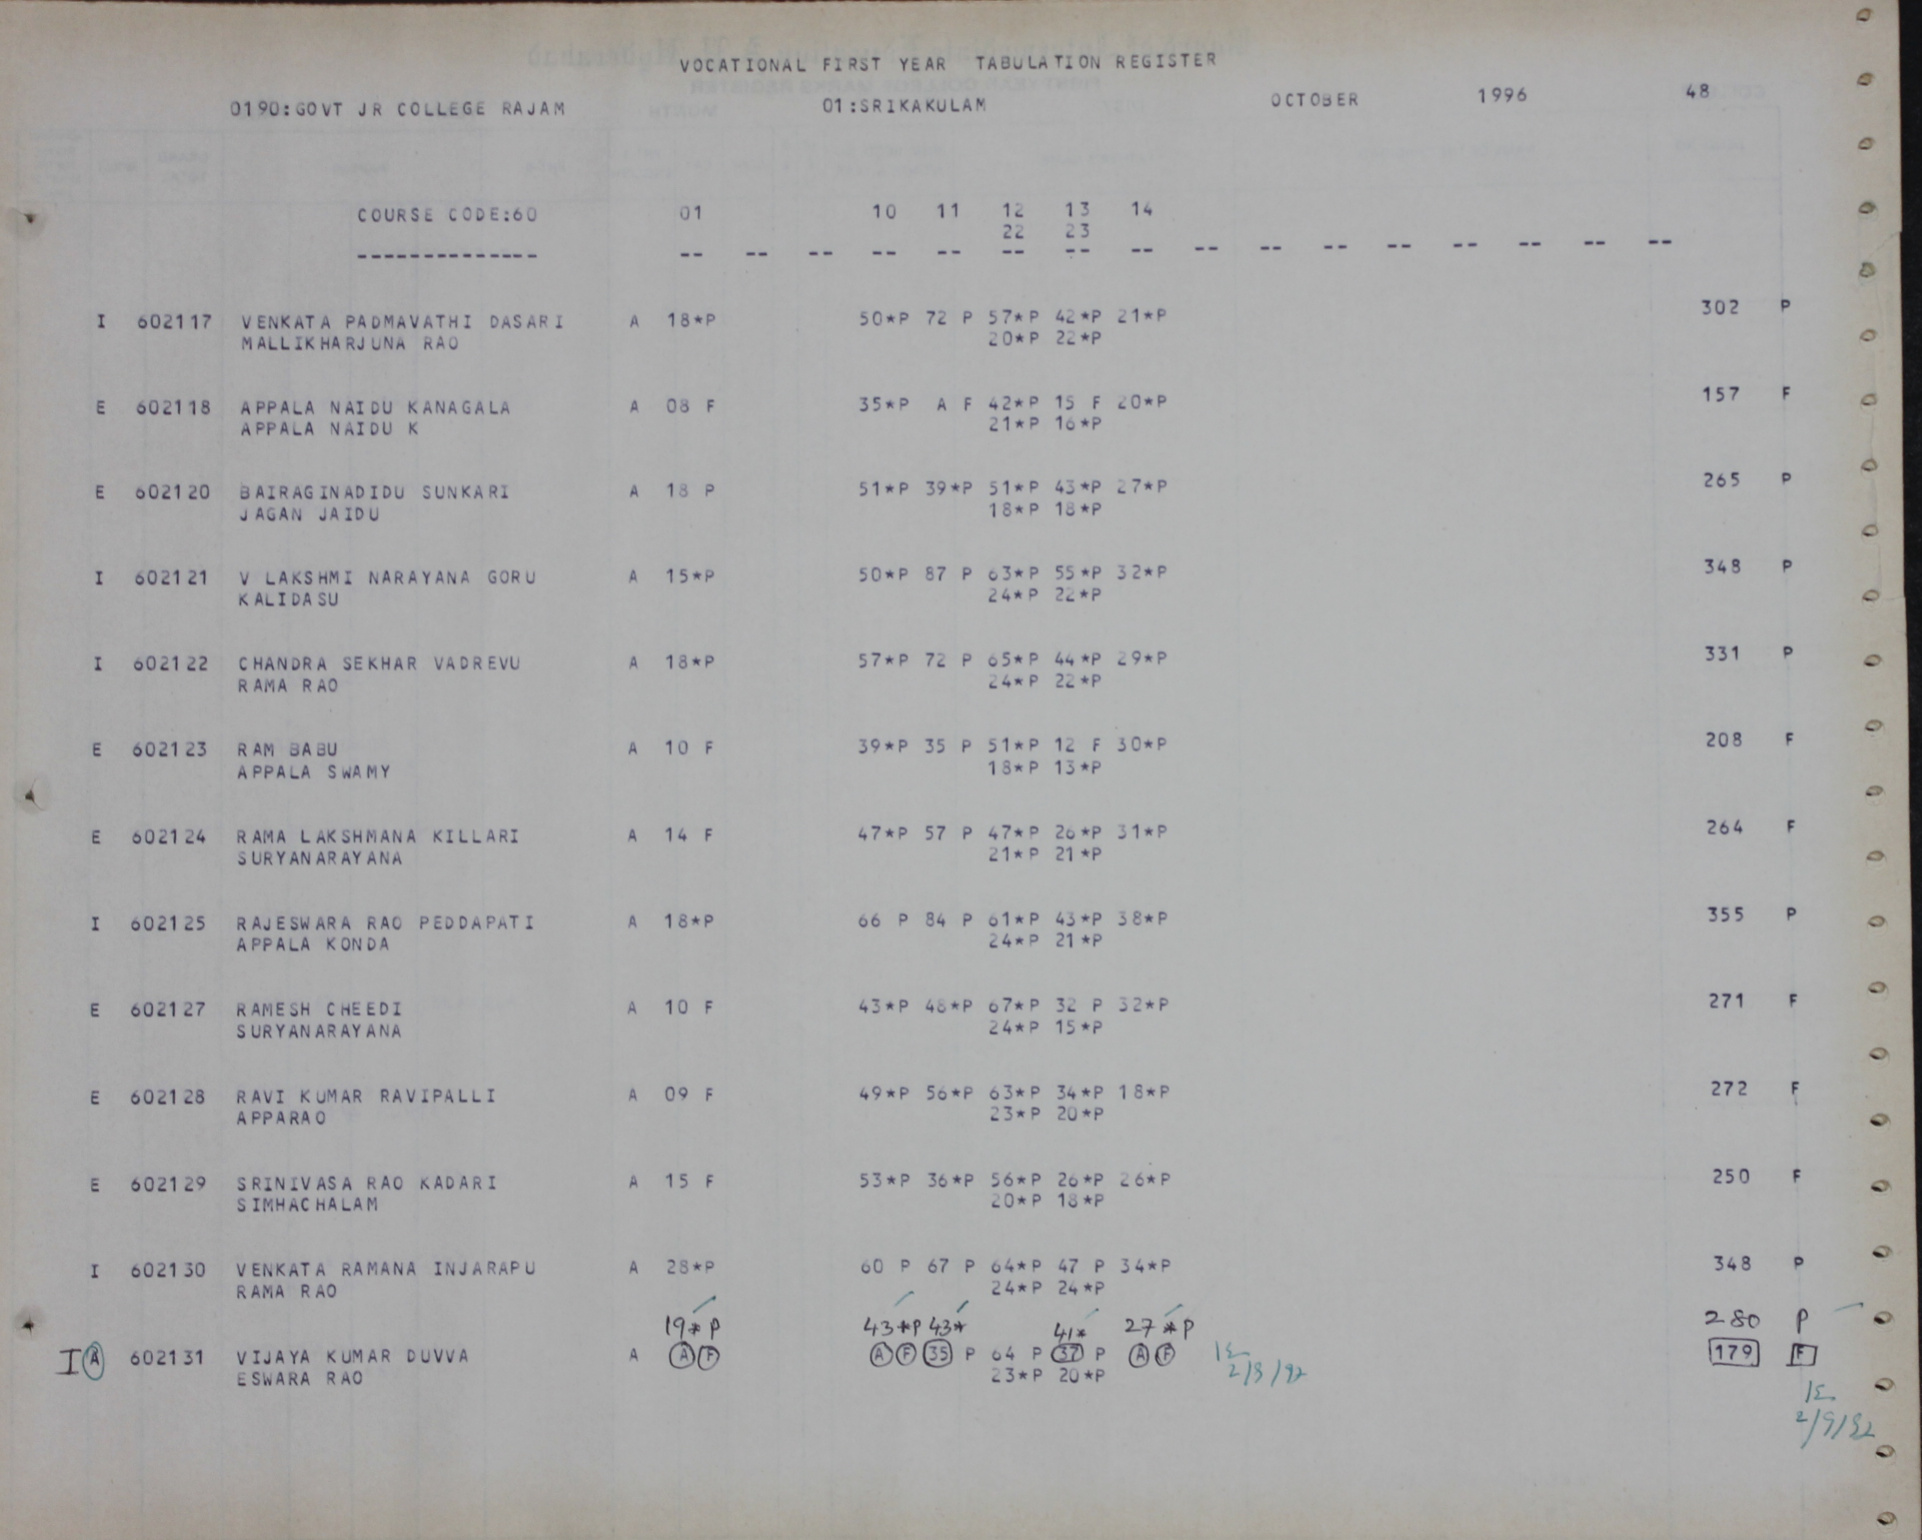 VOCATIONAL FIRST YEAR TABULATION REGISTER
0190:GOVT JR COLLEGE RAJAM 01:SRIKAKULAM OCTOBER 1996 48
COURSE CODE:60 01 10 11 12 13 14
22 23
-------------- -- -- -- -- -- -- -- -- -- -- -- -- -- -- -- --
I 602117 VENKATA PADMAVATHI DASARI A 18*P 50*P 72 P 57*P 42*P 21*P 302 P
MALLIKHARJUNA RAO 20*P 22*P
E 602118 APPALA NAIDU KANAGALA A 08 F 35*P A F 42*P 15 F 20*P 157 F
APPALA NAIDU K 21*P 16*P
E 602120 BAIRAGINADIDU SUNKARI A 18 P 51*P 39*P 51*P 43*P 27*P 265 P
JAGAN JAIDU 18*P 18*P
I 602121 V LAKSHMI NARAYANA GORU A 15*P 50*P 87 P 63*P 55*P 32*P 348 P
KALIDASU 24*P 22*P
I 602122 CHANDRA SEKHAR VADREVU A 18*P 57*P 72 P 65*P 44*P 29*P 331 P
RAMA RAO 24*P 22*P
E 602123 RAM BABU A 10 F 39*P 35 P 51*P 12 F 30*P 208 F
APPALA SWAMY 18*P 13*P
E 602124 RAMA LAKSHMANA KILLARI A 14 F 47*P 57 P 47*P 26*P 31*P 264 F
SURYANARAYANA 21*P 21*P
I 602125 RAJESWARA RAO PEDDAPATI A 18*P 66 P 84 P 61*P 43*P 38*P 355 P
APPALA KONDA 24*P 21*P
E 602127 RAMESH CHEEDI A 10 F 43*P 48*P 67*P 32 P 32*P 271 F
SURYANARAYANA 24*P 15*P
E 602128 RAVI KUMAR RAVIPALLI A 09 F 49*P 56*P 63*P 34*P 18*P 272 F
APPARAO 23*P 20*P
E 602129 SRINIVASA RAO KADARI A 15 F 53*P 36*P 56*P 26*P 26*P 250 F
SIMHACHALAM 20*P 18*P
I 602130 VENKATA RAMANA INJARAPU A 28*P 60 P 67 P 64*P 47 P 34*P 348 P
RAMA RAO 24*P 24*P
19*P 43*P 43* 41* 27*P 280 P
I A 602131 VIJAYA KUMAR DUVVA A A F A F 35 P 64 P 37 P A F 179 F
ESWARA RAO 23*P 20*P